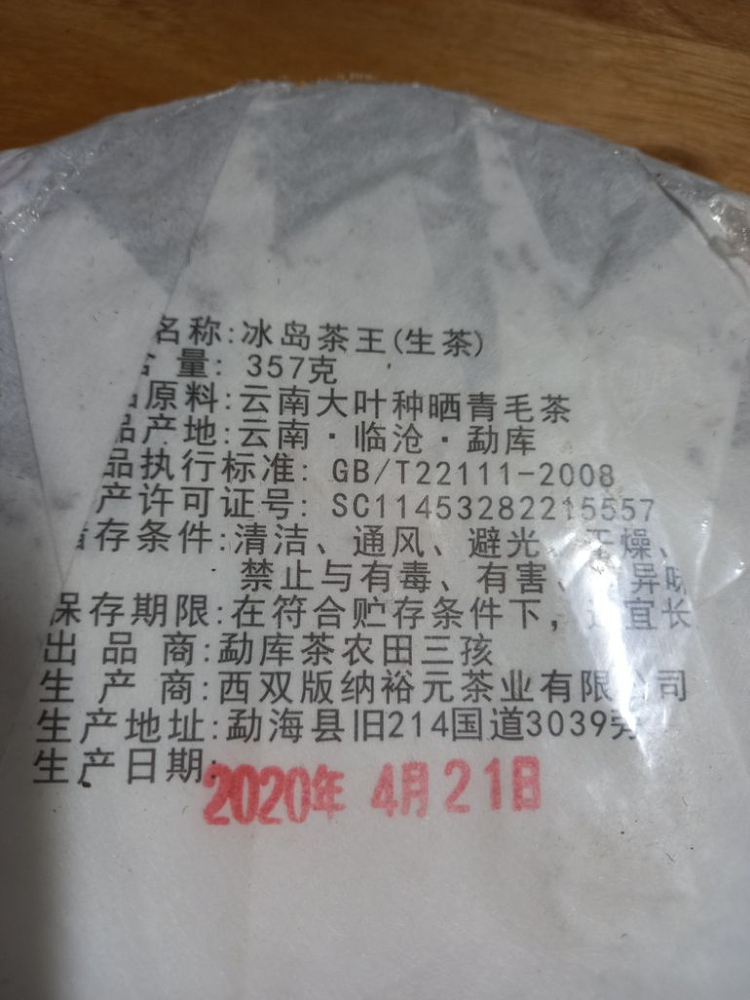 名称:冰岛茶王(生茶)
量: 357克
原料:云南大叶种晒青毛茶
品产地:云南·临沧·勐库
品执行标准: GB/T22111-2008
产许可证号: SC11453282215557
存条件:清洁、通风、避光、干燥、
禁止与有毒、有害、异味
保存期限:在符合贮存条件下,适宜长
出品商:勐库茶农田三孩
生产商:西双版纳裕元茶业有限公司
生产地址:勐海县旧214国道3039旁
生产日期:
2020年 4月21日